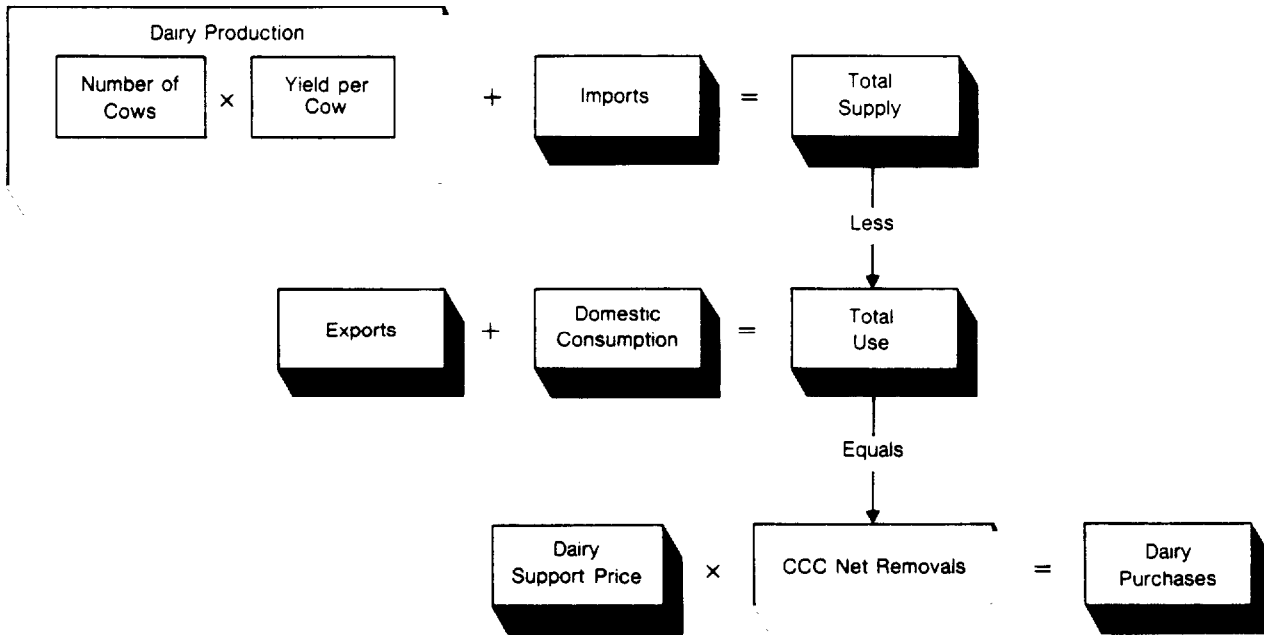 Dairy Production
Number of
Cows
×
Yield per
Cow
+
Imports
=
Total
Supply
Less
Exports
+
Domestic
Consumption
=
Total
Use
Equals
Dairy
Support Price
×
CCC Net Removals
=
Dairy
Purchases